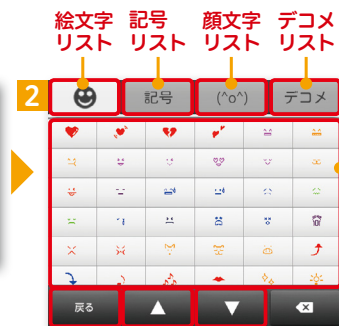 絵文字 記号 顔文字 デコメ
リスト リスト リスト リスト
2
記号 (^o^) デコメ
戻る